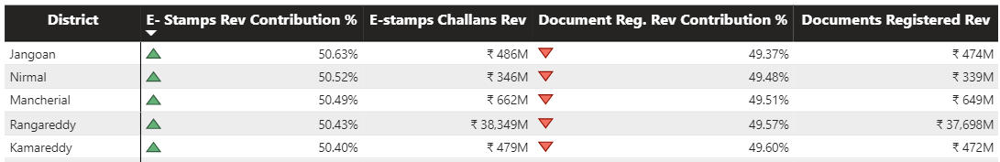 District E- Stamps Rev Contribution % E-stamps Challans Rev Document Reg. Rev Contribution % Documents Registered Rev
Jangoan 50.63% ₹ 486M 49.37% ₹ 474M
Nirmal 50.52% ₹ 346M 49.48% ₹ 339M
Mancherial 50.49% ₹ 662M 49.51% ₹ 649M
Rangareddy 50.43% ₹ 38,349M 49.57% ₹ 37,698M
Kamareddy 50.40% ₹ 479M 49.60% ₹ 472M